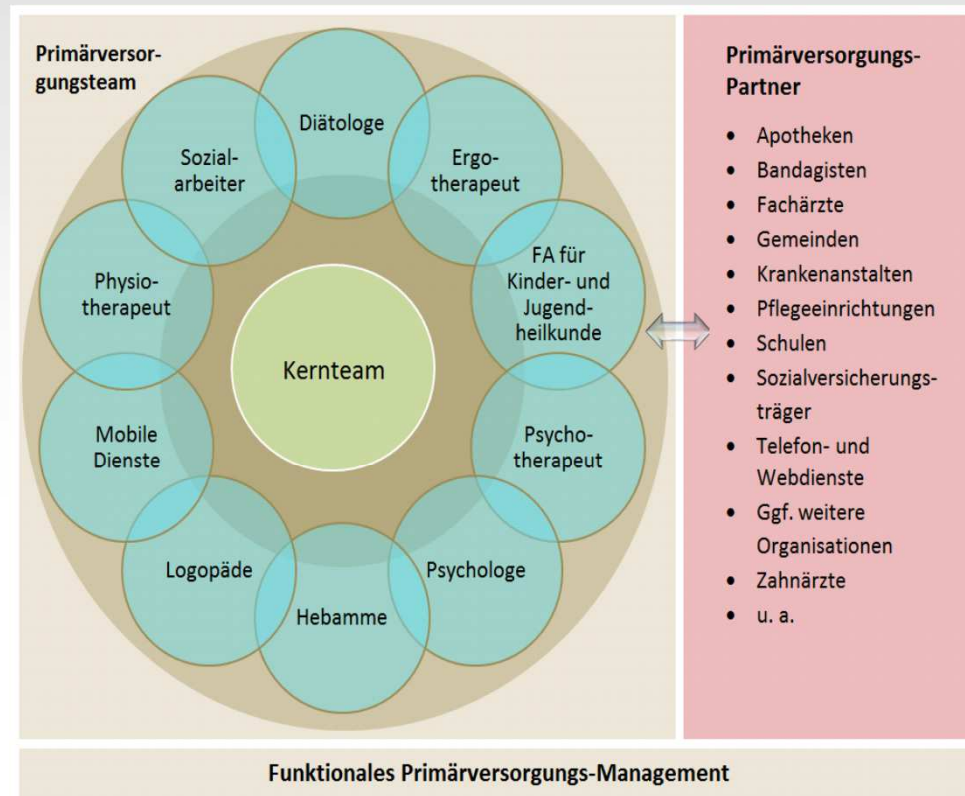 Primärversor-
gungsteam
Diätologe
Sozial-
arbeiter
Ergo-
therapeut
Physio-
therapeut
FA für
Kinder- und
Jugend-
heilkunde
Kernteam
Mobile
Dienste
Psycho-
therapeut
Logopäde
Psychologe
Hebamme
Primärversorgungs-
Partner
• Apotheken
• Bandagisten
• Fachärzte
• Gemeinden
• Krankenanstalten
• Pflegeeinrichtungen
• Schulen
• Sozialversicherungs-
träger
• Telefon- und
Webdienste
• Ggf. weitere
Organisationen
• Zahnärzte
• u. a.
Funktionales Primärversorgungs-Management